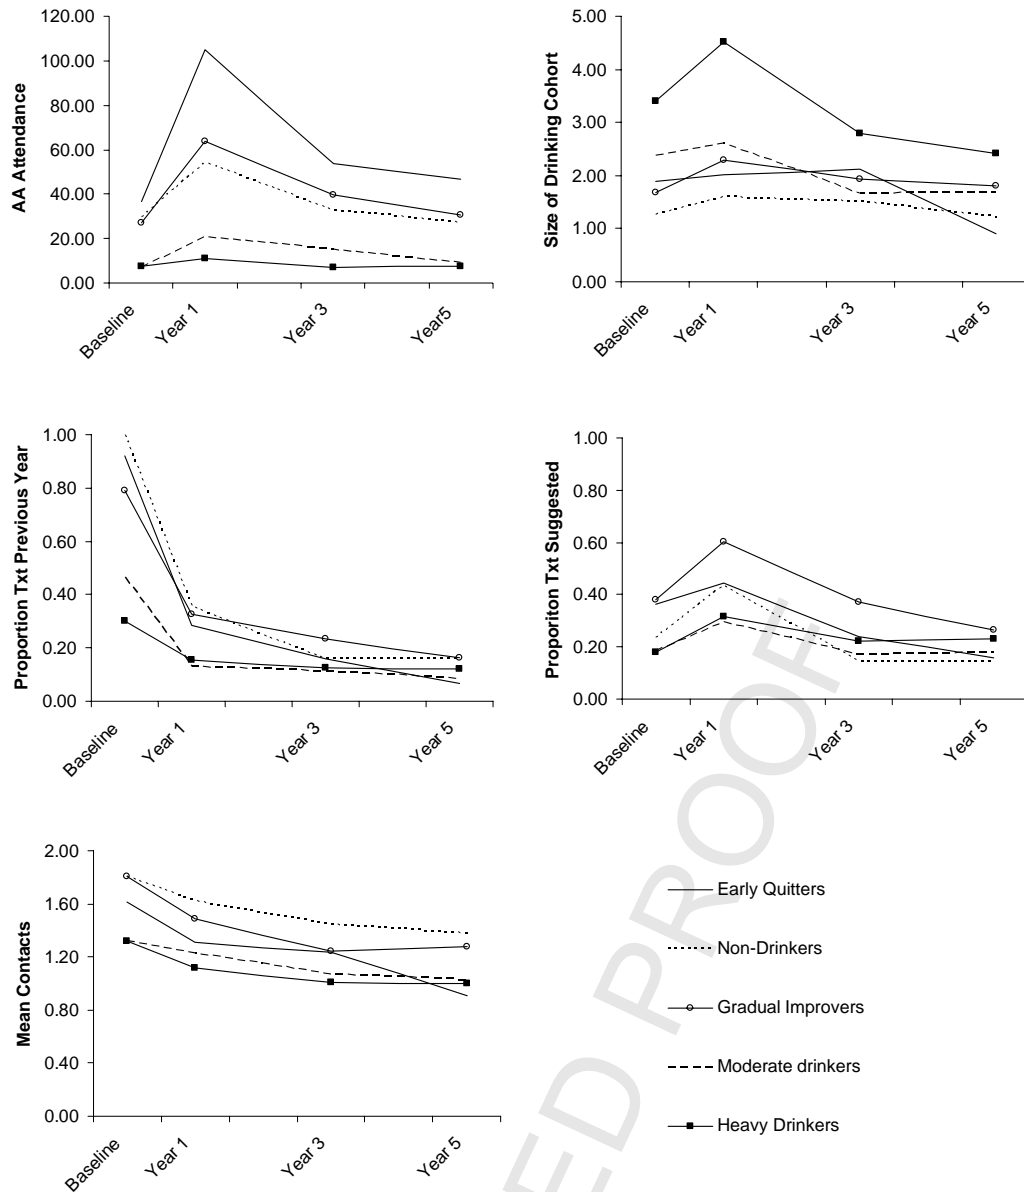 AA Attendance
120.00
100.00
80.00
60.00
40.00
20.00
0.00
Baseline
Year 1
Year 3
Year5
Size of Drinking Cohort
5.00
4.00
3.00
2.00
1.00
0.00
Baseline
Year 1
Year 3
Year 5
Proportion Txt Previous Year
1.00
0.80
0.60
0.40
0.20
0.00
Baseline
Year 1
Year 3
Year 5
Proporiton Txt Suggested
1.00
0.80
0.60
0.40
0.20
0.00
Baseline
Year 1
Year 3
Year 5
Mean Contacts
2.00
1.60
1.20
0.80
0.40
0.00
Baseline
Year 1
Year 3
Year 5
Early Quitters
Non-Drinkers
Gradual Improvers
Moderate drinkers
Heavy Drinkers
ED PROOF